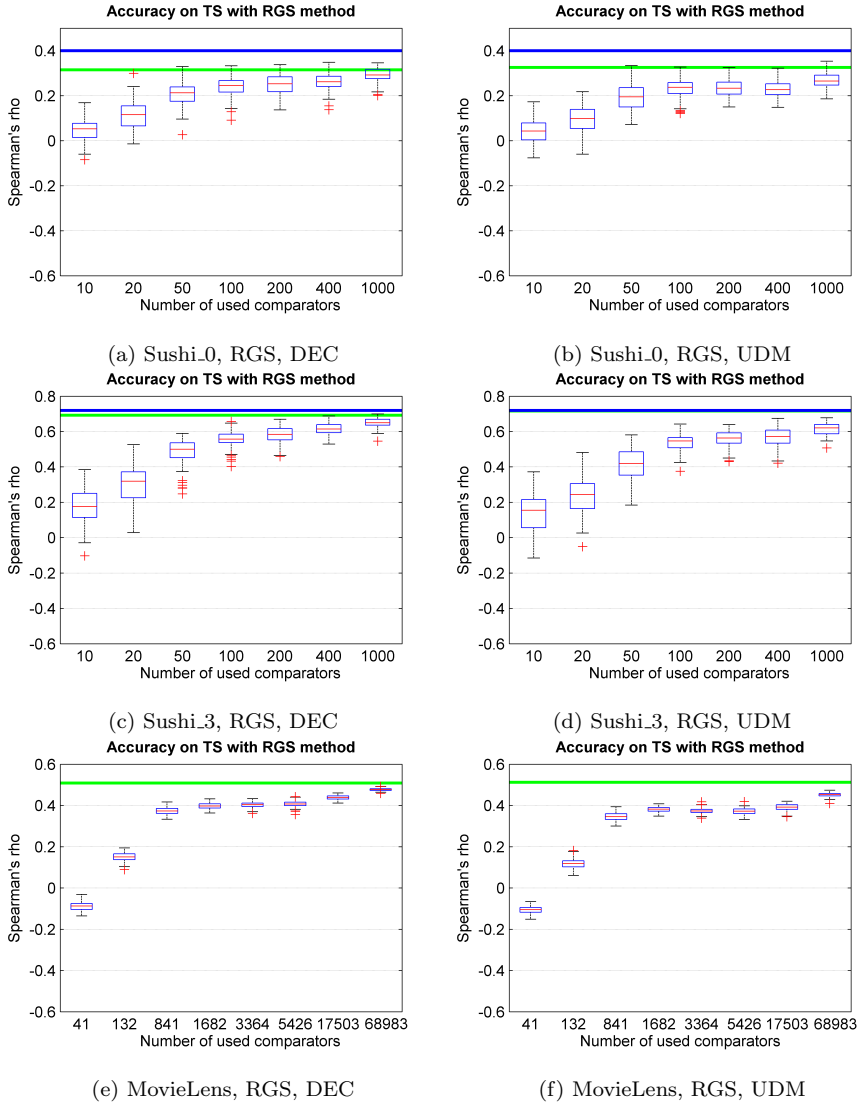 Accuracy on TS with RGS method
Spearman's rho
0.4
0.2
0
-0.2
-0.4
-0.6
10 20 50 100 200 400 1000
Number of used comparators
(a) Sushi_0, RGS, DEC
Accuracy on TS with RGS method
Spearman's rho
0.4
0.2
0
-0.2
-0.4
-0.6
10 20 50 100 200 400 1000
Number of used comparators
(b) Sushi_0, RGS, UDM
Accuracy on TS with RGS method
Spearman's rho
0.8
0.6
0.4
0.2
0
-0.2
-0.4
-0.6
10 20 50 100 200 400 1000
Number of used comparators
(c) Sushi_3, RGS, DEC
Accuracy on TS with RGS method
Spearman's rho
0.8
0.6
0.4
0.2
0
-0.2
-0.4
-0.6
10 20 50 100 200 400 1000
Number of used comparators
(d) Sushi_3, RGS, UDM
Accuracy on TS with RGS method
Spearman's rho
0.6
0.4
0.2
0
-0.2
-0.4
-0.6
41 132 841 1682 3364 5426 17503 68983
Number of used comparators
(e) MovieLens, RGS, DEC
Accuracy on TS with RGS method
Spearman's rho
0.6
0.4
0.2
0
-0.2
-0.4
-0.6
41 132 841 1682 3364 5426 17503 68983
Number of used comparators
(f) MovieLens, RGS, UDM